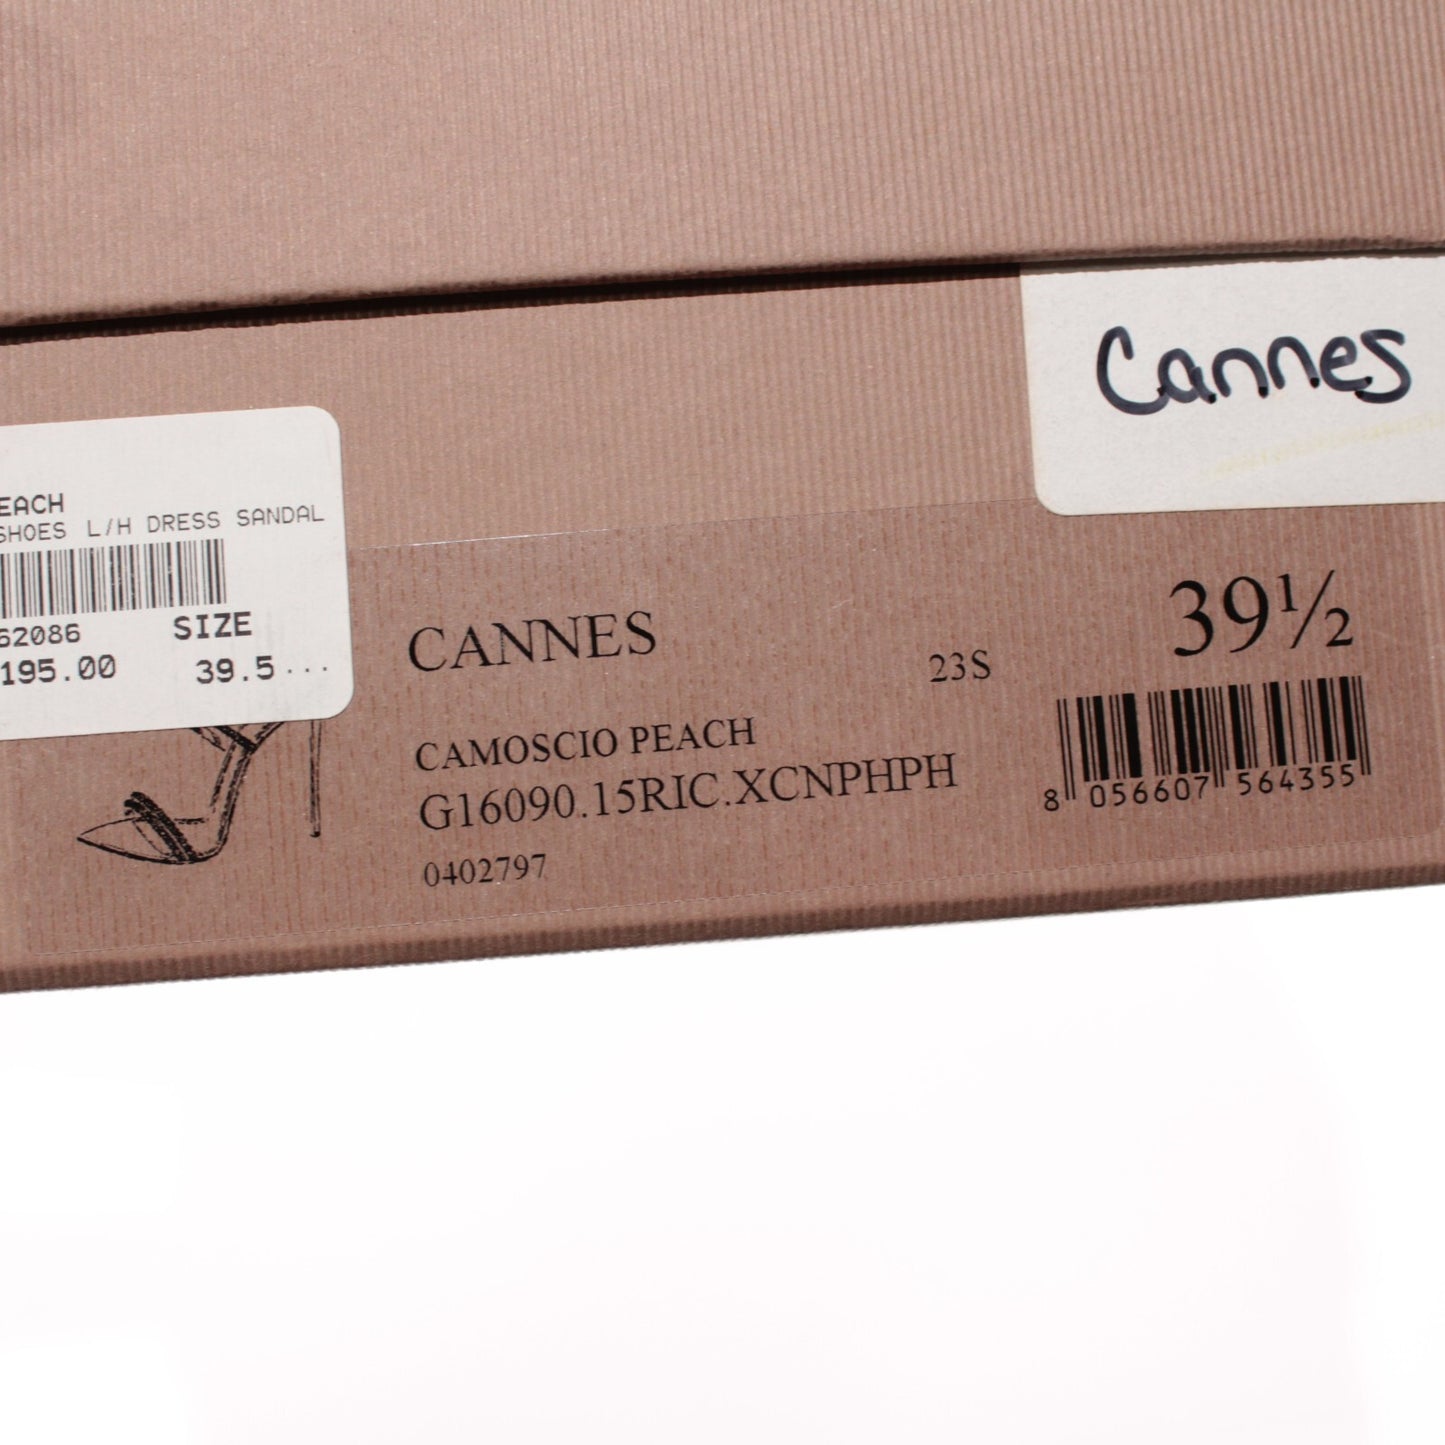 Cannes
EACH
SHOES L/H DRESS SANDAL
62086 SIZE
195.00 39.5...
CANNES
23S
39½
CAMOSCIO PEACH
G16090.15RIC.XCNPHPH
0402797
8 056607 564355